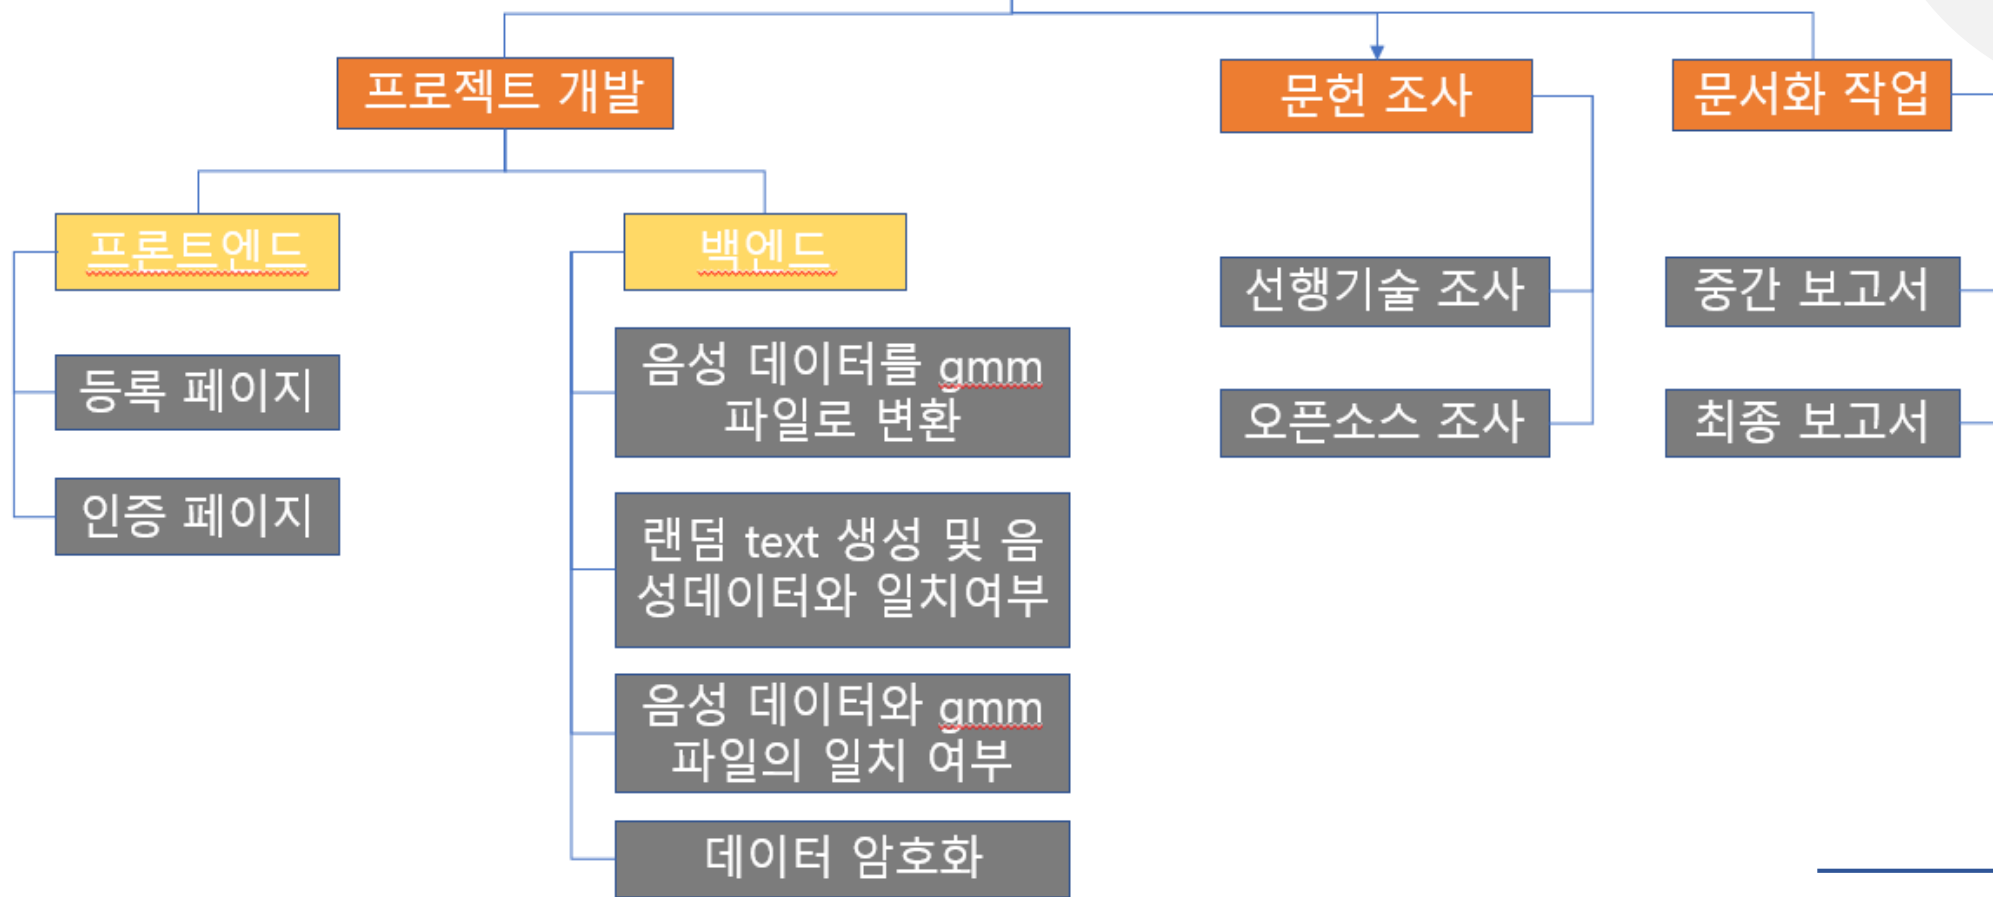 프로젝트 개발
문헌 조사
문서화 작업
프론트엔드
백엔드
등록 페이지
인증 페이지
음성 데이터를 gmm
파일로 변환
랜덤 text 생성 및 음
성데이터와 일치여부
음성 데이터와 gmm
파일의 일치 여부
데이터 암호화
선행기술 조사
오픈소스 조사
중간 보고서
최종 보고서